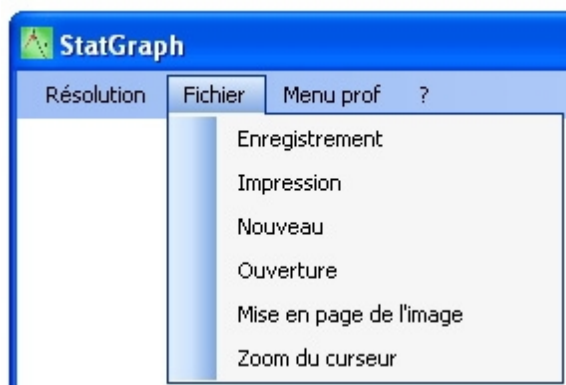 StatGraph
Résolution Fichier Menu prof ?
Enregistrement
Impression
Nouveau
Ouverture
Mise en page de l'image
Zoom du curseur